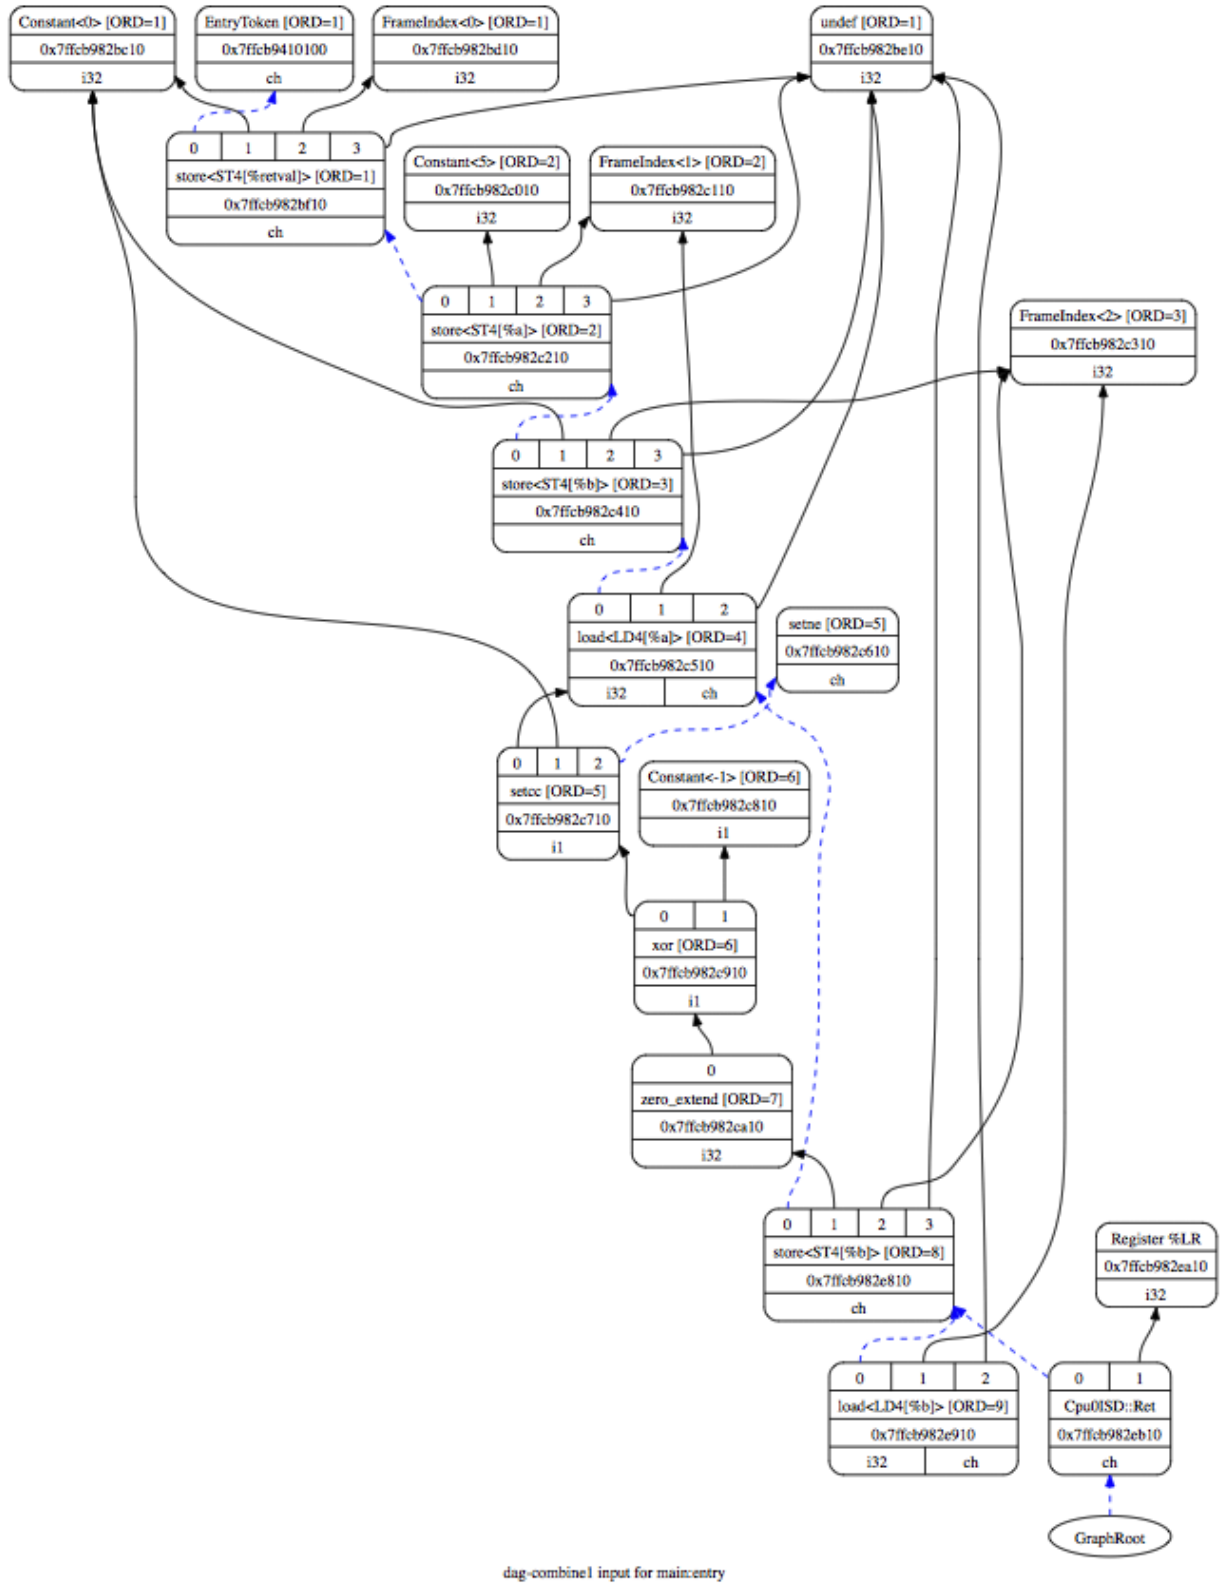 Constant<0> [ORD=1]
0x7ffcb982bc10
i32
EntryToken [ORD=1]
0x7ffcb9410100
ch
FrameIndex<0> [ORD=1]
0x7ffcb982bd10
i32
undef [ORD=1]
0x7ffcb982be10
i32
0 1 2 3
store<ST4[%retval]> [ORD=1]
0x7ffcb982bf10
ch
Constant<5> [ORD=2]
0x7ffcb982c010
i32
FrameIndex<1> [ORD=2]
0x7ffcb982c110
i32
0 1 2 3
store<ST4[%a]> [ORD=2]
0x7ffcb982c210
ch
FrameIndex<2> [ORD=3]
0x7ffcb982c310
i32
0 1 2 3
store<ST4[%b]> [ORD=3]
0x7ffcb982c410
ch
0 1 2
load<LD4[%a]> [ORD=4]
0x7ffcb982c510
i32 ch
setne [ORD=5]
0x7ffcb982c610
ch
0 1 2
setcc [ORD=5]
0x7ffcb982c710
i1
Constant<-1> [ORD=6]
0x7ffcb982c810
i1
0 1
xor [ORD=6]
0x7ffcb982c910
i1
0
zero_extend [ORD=7]
0x7ffcb982ca10
i32
0 1 2 3
store<ST4[%b]> [ORD=8]
0x7ffcb982e810
ch
Register %LR
0x7ffcb982ea10
i32
0 1 2
load<LD4[%b]> [ORD=9]
0x7ffcb982e910
i32 ch
0 1
Cpu0ISD::Ret
0x7ffcb982eb10
ch
GraphRoot
dag-combine1 input for main:entry